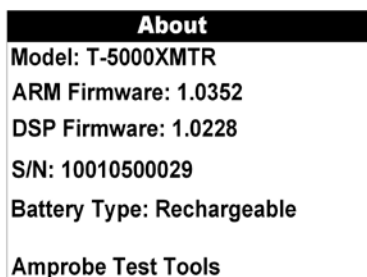 About
Model: T-5000XMTR
ARM Firmware: 1.0352
DSP Firmware: 1.0228
S/N: 10010500029
Battery Type: Rechargeable
Amprobe Test Tools